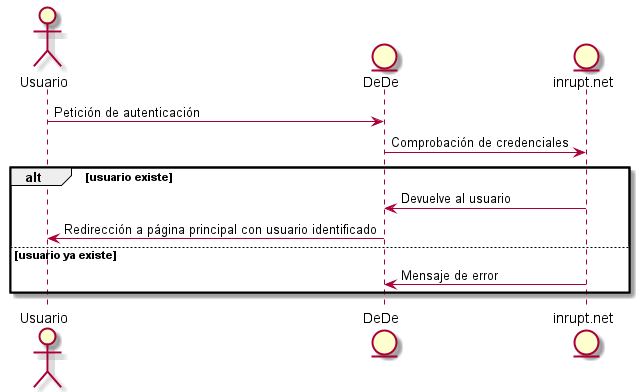 Usuario
DeDe
inrupt.net
Petición de autenticación
Comprobación de credenciales
alt [usuario existe]
Devuelve al usuario
Redirección a página principal con usuario identificado
[usuario ya existe]
Mensaje de error
Usuario
DeDe
inrupt.net